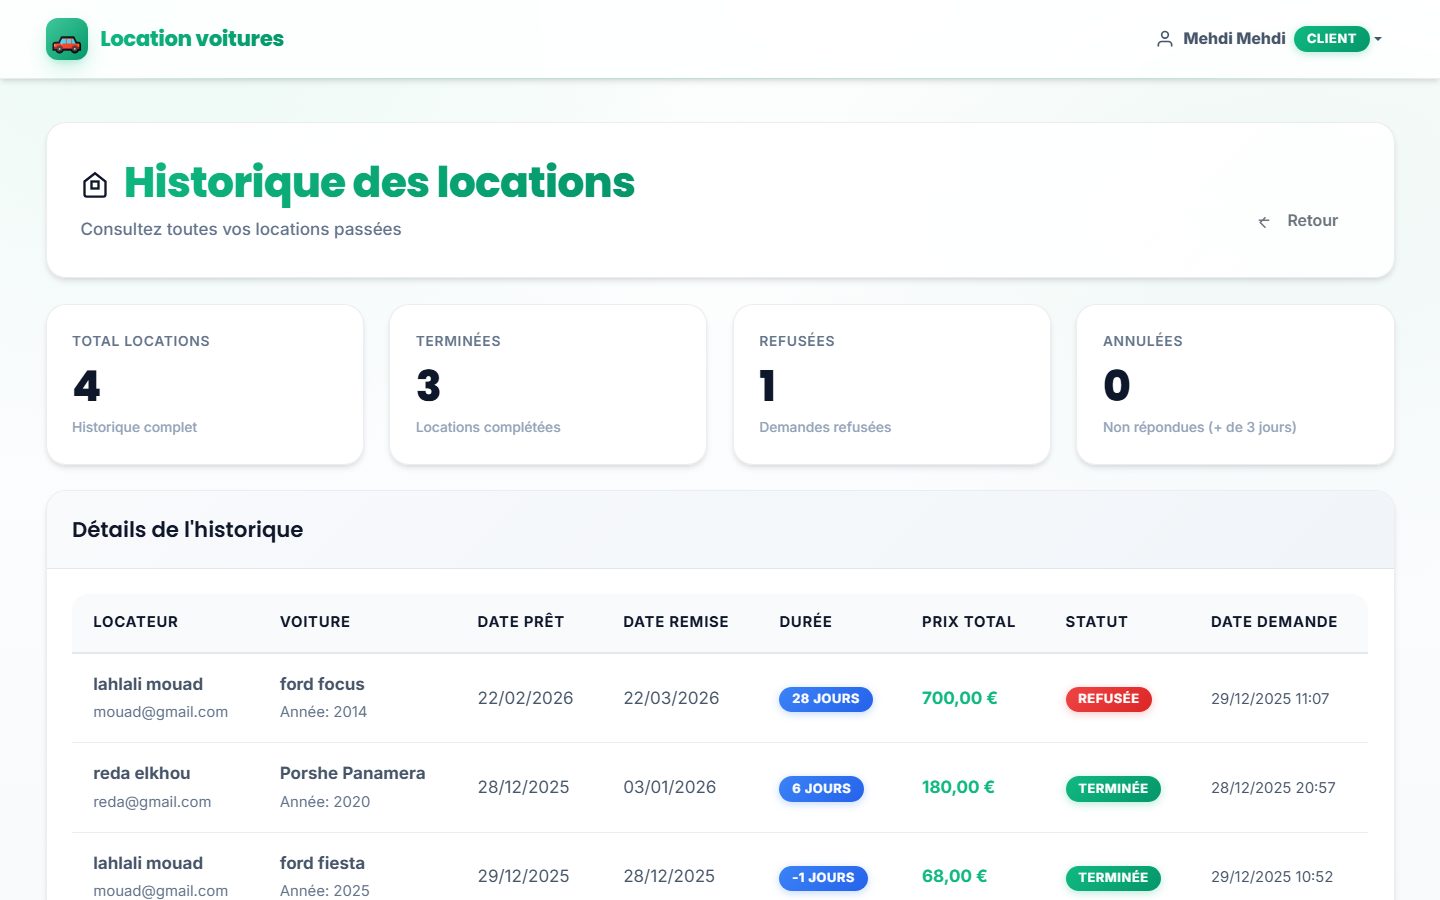 Location voitures
Mehdi Mehdi CLIENT
Historique des locations
Consultez toutes vos locations passées
Retour
TOTAL LOCATIONS
4
Historique complet
TERMINÉES
3
Locations complétées
REFUSÉES
1
Demandes refusées
ANNULÉES
0
Non répondues (+ de 3 jours)
Détails de l'historique
LOCATEUR VOITURE DATE PRÊT DATE REMISE DURÉE PRIX TOTAL STATUT DATE DEMANDE
lahlali mouad ford focus 22/02/2026 22/03/2026 28 JOURS 700,00 € REFUSÉE 29/12/2025 11:07
mouad@gmail.com Année: 2014
reda elkhou Porshe Panamera 28/12/2025 03/01/2026 6 JOURS 180,00 € TERMINÉE 28/12/2025 20:57
reda@gmail.com Année: 2020
lahlali mouad ford fiesta 29/12/2025 28/12/2025 -1 JOURS 68,00 € TERMINÉE 29/12/2025 10:52
mouad@gmail.com Année: 2025